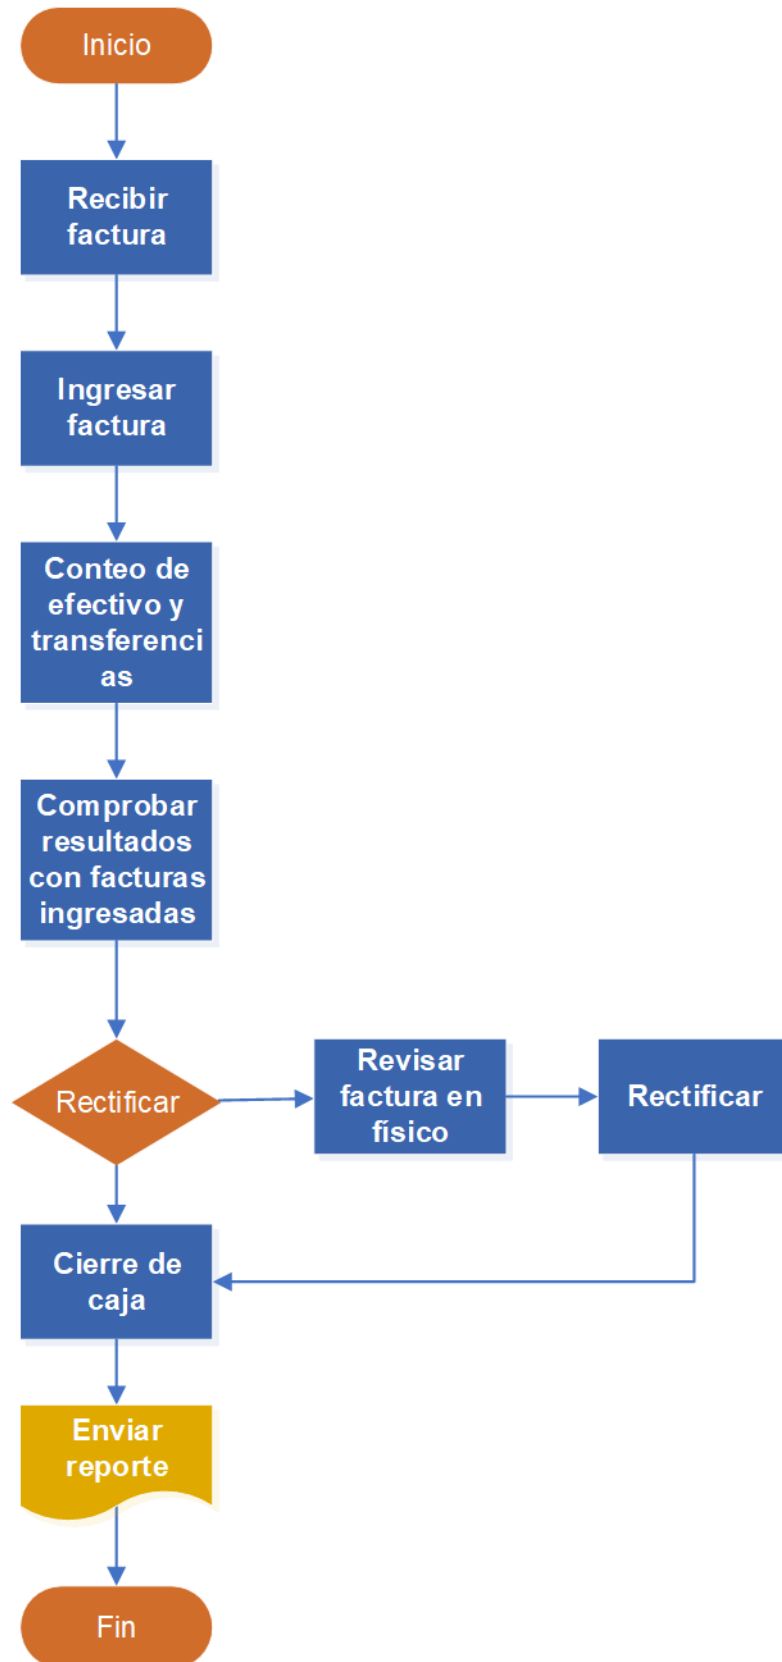 Inicio
Recibir
factura
Ingresar
factura
Conteo de
efectivo y
transferenci
as
Comprobar
resultados
con facturas
ingresadas
Rectificar
Revisar
factura en
físico
Rectificar
Cierre de
caja
Enviar
reporte
Fin